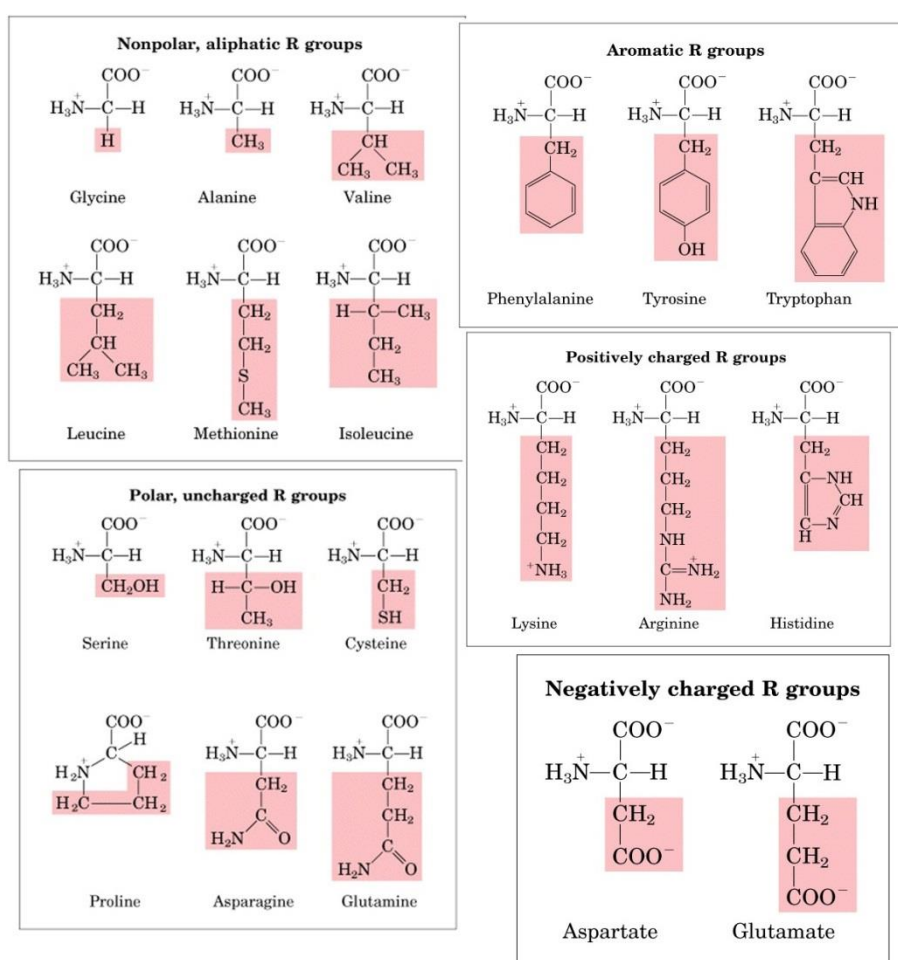 Nonpolar, aliphatic R groups
COO⁻ COO⁻ COO⁻
H₃N⁺—C—H H₃N⁺—C—H H₃N⁺—C—H
H CH₃ CH
CH₃ CH₃
Glycine Alanine Valine
COO⁻ COO⁻ COO⁻
H₃N⁺—C—H H₃N⁺—C—H H₃N⁺—C—H
CH₂ CH₂ H—C—CH₃
CH CH₂ CH₂
CH₃ CH₃ S CH₃
CH₃
Leucine Methionine Isoleucine
Aromatic R groups
COO⁻ COO⁻ COO⁻
H₃N⁺—C—H H₃N⁺—C—H H₃N⁺—C—H
CH₂ CH₂ CH₂
C=CH
NH
OH
Phenylalanine Tyrosine Tryptophan
Positively charged R groups
COO⁻ COO⁻ COO⁻
H₃N⁺—C—H H₃N⁺—C—H H₃N⁺—C—H
CH₂ CH₂ CH₂
CH₂ CH₂ C—NH
CH₂ CH₂ CH
CH₂ NH C—N
H
⁺NH₃ C=N⁺H₂
NH₂
Lysine Arginine Histidine
Polar, uncharged R groups
COO⁻ COO⁻ COO⁻
H₃N⁺—C—H H₃N⁺—C—H H₃N⁺—C—H
CH₂OH H—C—OH CH₂
CH₃ SH
Serine Threonine Cysteine
COO⁻ COO⁻ COO⁻
H
C H₃N⁺—C—H H₃N⁺—C—H
H₂N⁺ CH₂ CH₂ CH₂
H₂C—CH₂ C CH₂
H₂N O C
H₂N O
Proline Asparagine Glutamine
Negatively charged R groups
COO⁻ COO⁻
H₃N⁺—C—H H₃N⁺—C—H
CH₂ CH₂
COO⁻ CH₂
COO⁻
Aspartate Glutamate